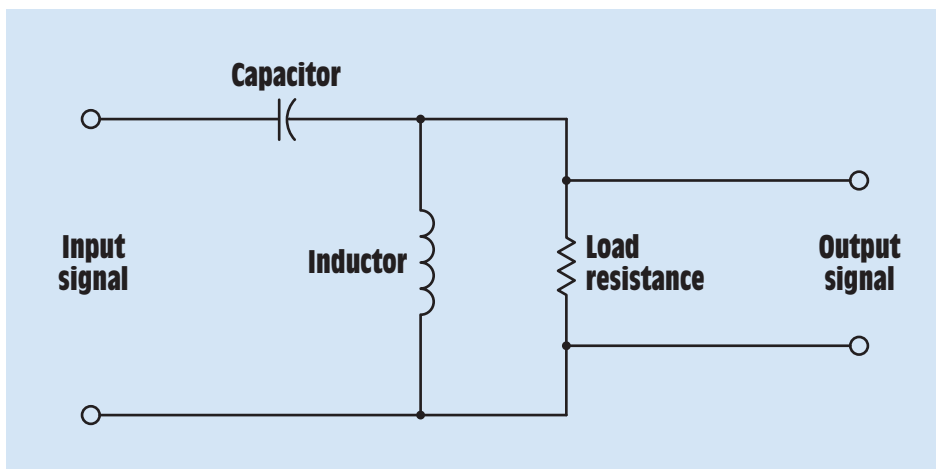 Capacitor
Input
signal
Inductor
Load
resistance
Output
signal